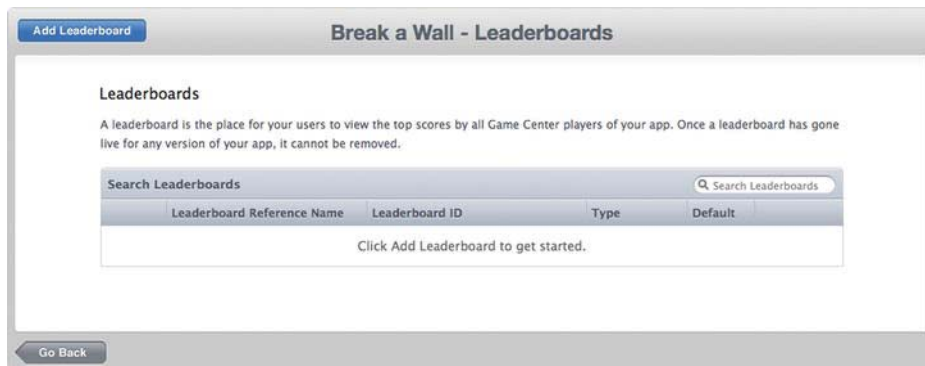 Add Leaderboard
Break a Wall - Leaderboards
Leaderboards
A leaderboard is the place for your users to view the top scores by all Game Center players of your app. Once a leaderboard has gone
live for any version of your app, it cannot be removed.
Search Leaderboards
Search Leaderboards
Leaderboard Reference Name Leaderboard ID Type Default
Click Add Leaderboard to get started.
Go Back